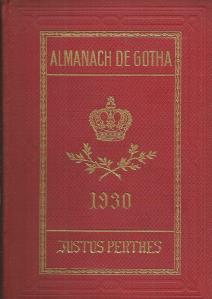 ALMANACH DE GOTHA
1930
JUSTUS PERTHES